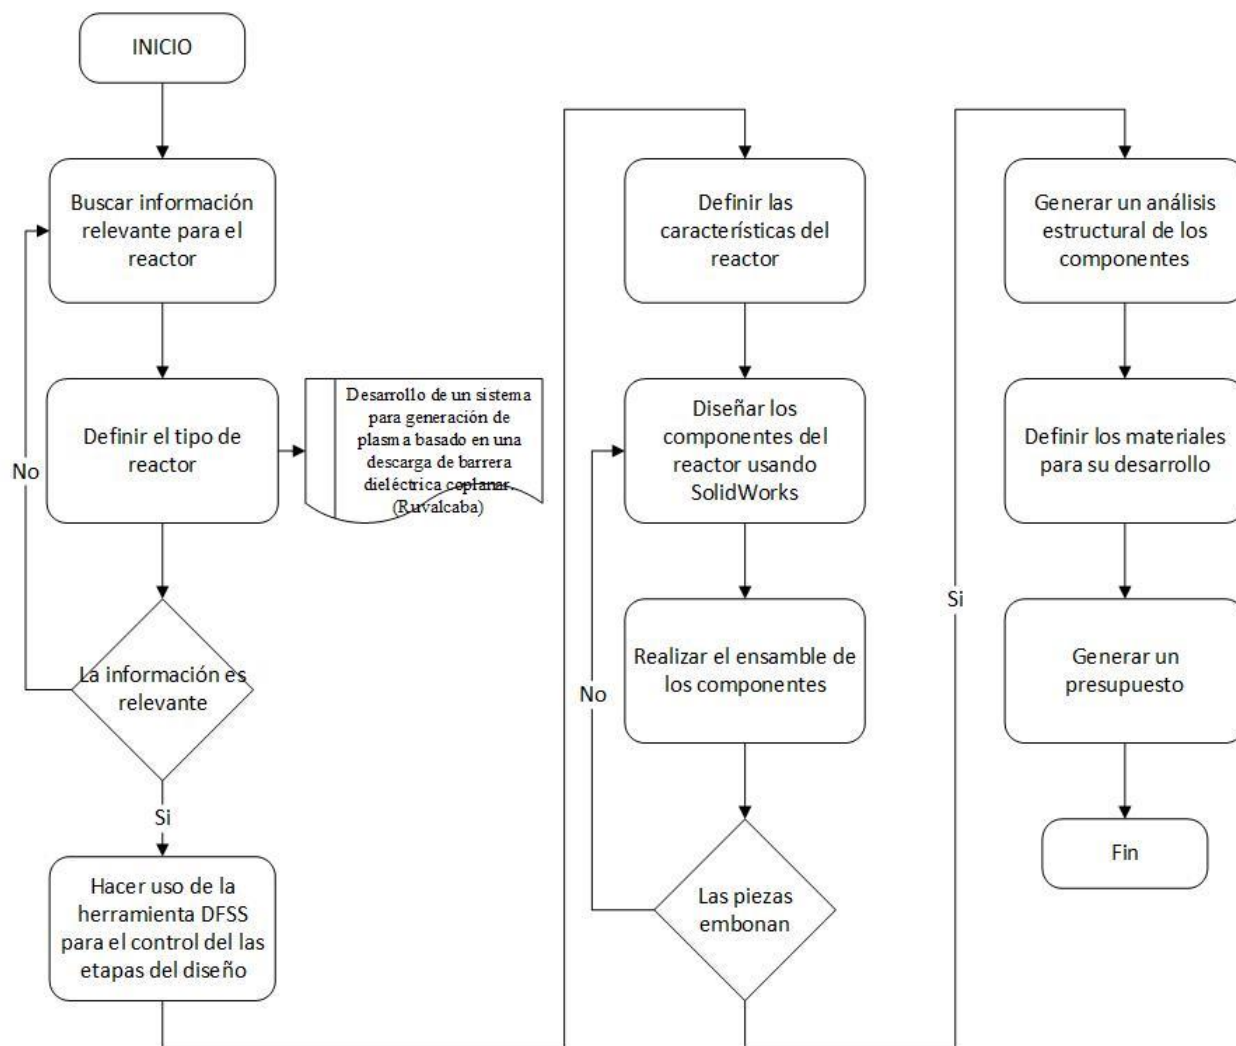 INICIO
Buscar información
relevante para el
reactor
Definir el tipo de
reactor
Desarrollo de un sistema
para generación de
plasma basado en una
descarga de barrera
dieléctrica coplanar.
(Ruvalcaba)
No
La información es
relevante
Si
Hacer uso de la
herramienta DFSS
para el control del las
etapas del diseño
Definir las
características del
reactor
Diseñar los
componentes del
reactor usando
SolidWorks
Realizar el ensamble de
los componentes
No
Las piezas
embonan
Si
Generar un análisis
estructural de los
componentes
Definir los materiales
para su desarrollo
Generar un
presupuesto
Fin